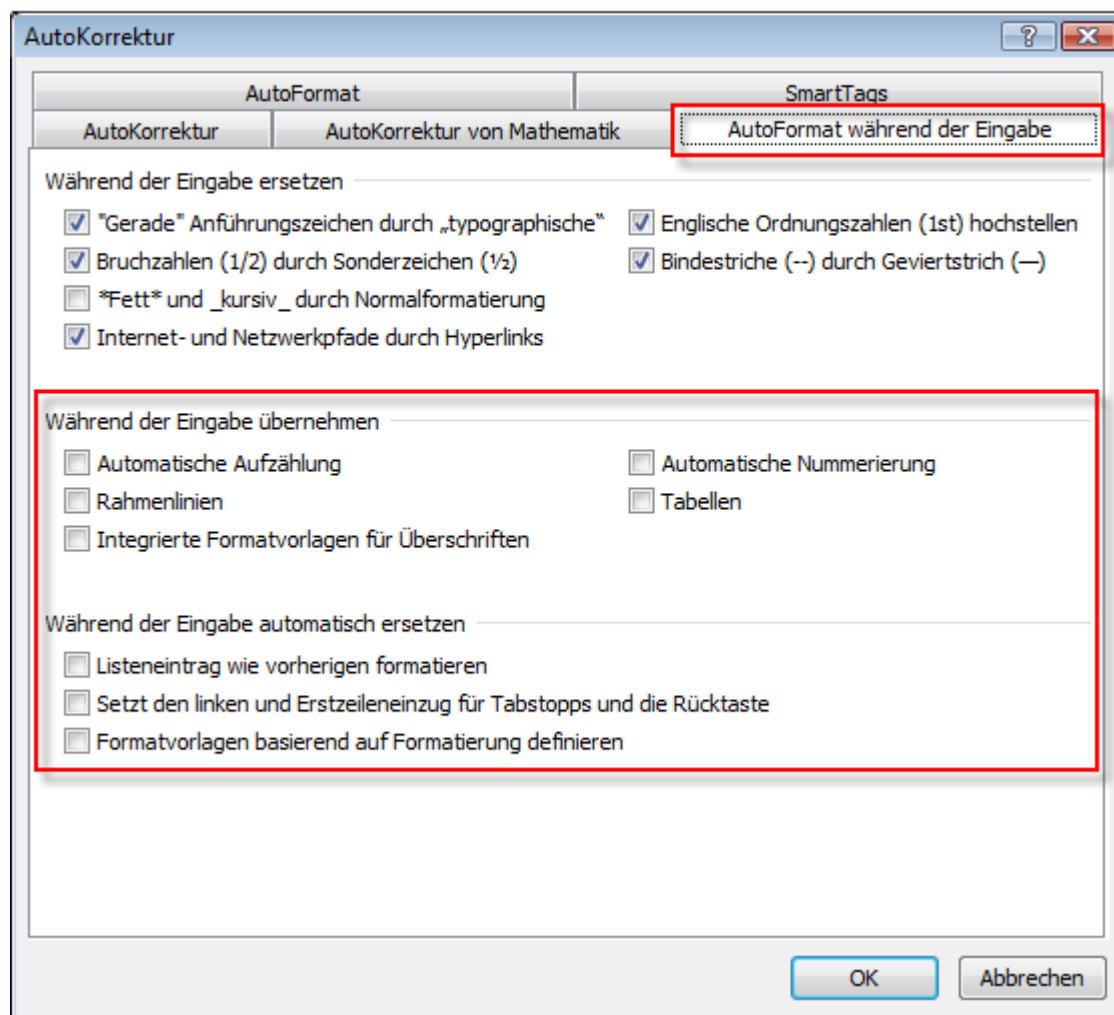 AutoKorrektur
AutoFormat SmartTags
AutoKorrektur AutoKorrektur von Mathematik AutoFormat während der Eingabe
Während der Eingabe ersetzen
"Gerade" Anführungszeichen durch „typographische“ Englische Ordnungszahlen (1st) hochstellen
Bruchzahlen (1/2) durch Sonderzeichen (½) Bindestriche (--) durch Geviertstrich (—)
*Fett* und _kursiv_ durch Normalformatierung
Internet- und Netzwerkpfade durch Hyperlinks
Während der Eingabe übernehmen
Automatische Aufzählung Automatische Nummerierung
Rahmenlinien Tabellen
Integrierte Formatvorlagen für Überschriften
Während der Eingabe automatisch ersetzen
Listeneintrag wie vorherigen formatieren
Setzt den linken und Erstzeileneinzug für Tabstopps und die Rücktaste
Formatvorlagen basierend auf Formatierung definieren
OK Abbrechen